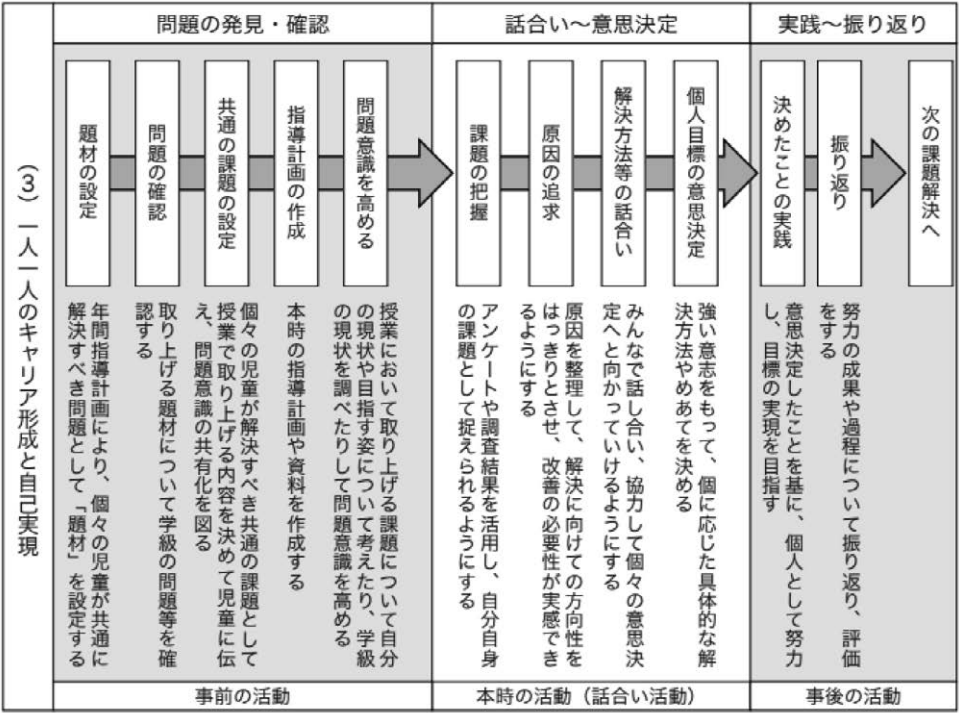 問題の発見・確認
話合い～意思決定
実践～振り返り
（３）一人一人のキャリア形成と自己実現
題材の設定
問題の確認
共通の課題の設定
指導計画の作成
問題意識を高める
課題の把握
原因の追求
解決方法等の話合い
個人目標の意思決定
決めたことの実践
振り返り
次の課題解決へ
年間指導計画により、個々の児童が共通に
解決すべき問題として「題材」を設定する
取り上げる題材について学級の問題等を確
認する
個々の児童が解決すべき共通の課題として
授業で取り上げる内容を決めて児童に伝
え、問題意識の共有化を図る
本時の指導計画や資料を作成する
授業において取り上げる課題について自分
の現状や目指す姿について考えたり、学級
の現状を調べたりして問題意識を高める
アンケートや調査結果を活用し、自分自身
の課題として捉えられるようにする
原因を整理して、解決に向けての方向性を
はっきりとさせ、改善の必要性が実感でき
るようにする
みんなで話し合い、協力して個々の意思決
定へと向かっていけるようにする
強い意志をもって、個に応じた具体的な解
決方法やめあてを決める
意思決定したことを基に、個人として努力
し、目標の実現を目指す
努力の成果や過程について振り返り、評価
をする
事前の活動
本時の活動（話合い活動）
事後の活動